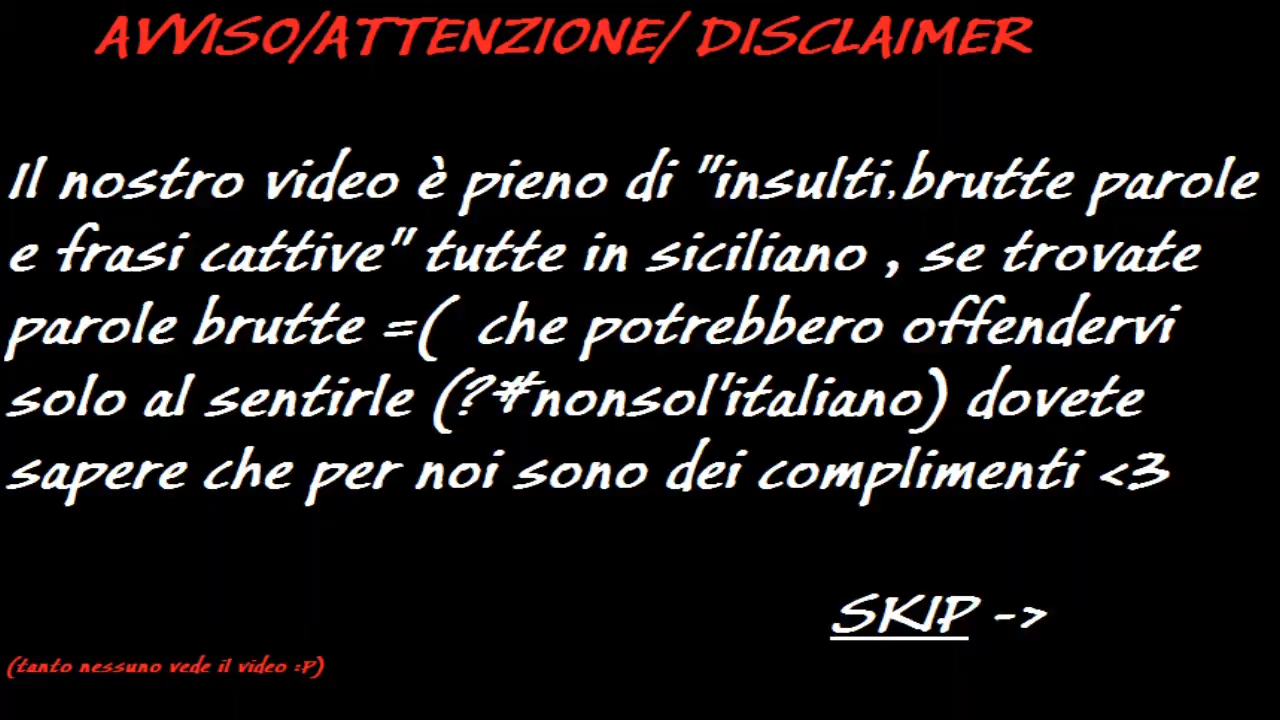 AVVISO/ATTENZIONE/ DISCLAIMER
Il nostro video è pieno di "insulti,brutte parole
e frasi cattive" tutte in siciliano , se trovate
parole brutte =( che potrebbero offendervi
solo al sentirle (?#nonsol'italiano) dovete
sapere che per noi sono dei complimenti <3
SKIP ->
(tanto nessuno vede il video :P)